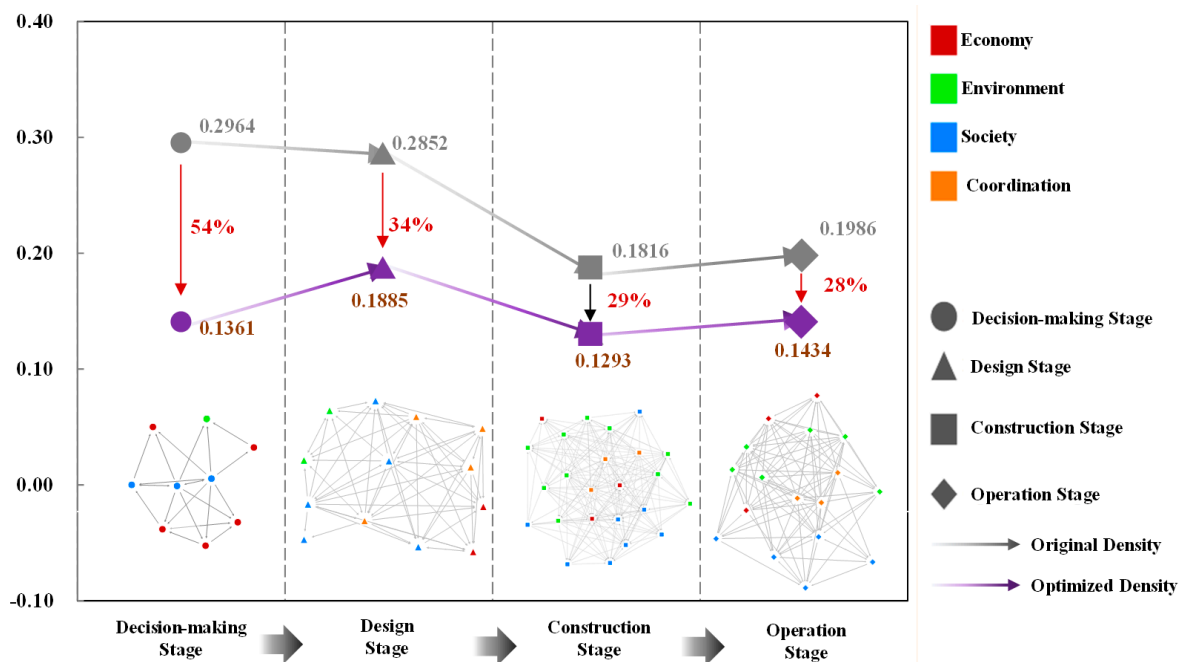 0.40
0.30
0.20
0.10
0.00
-0.10
0.2964
0.2852
0.1816
0.1986
54%
34%
29%
28%
0.1361
0.1885
0.1293
0.1434
Decision-making
Stage
Design
Stage
Construction
Stage
Operation
Stage
Economy
Environment
Society
Coordination
Decision-making Stage
Design Stage
Construction Stage
Operation Stage
Original Density
Optimized Density